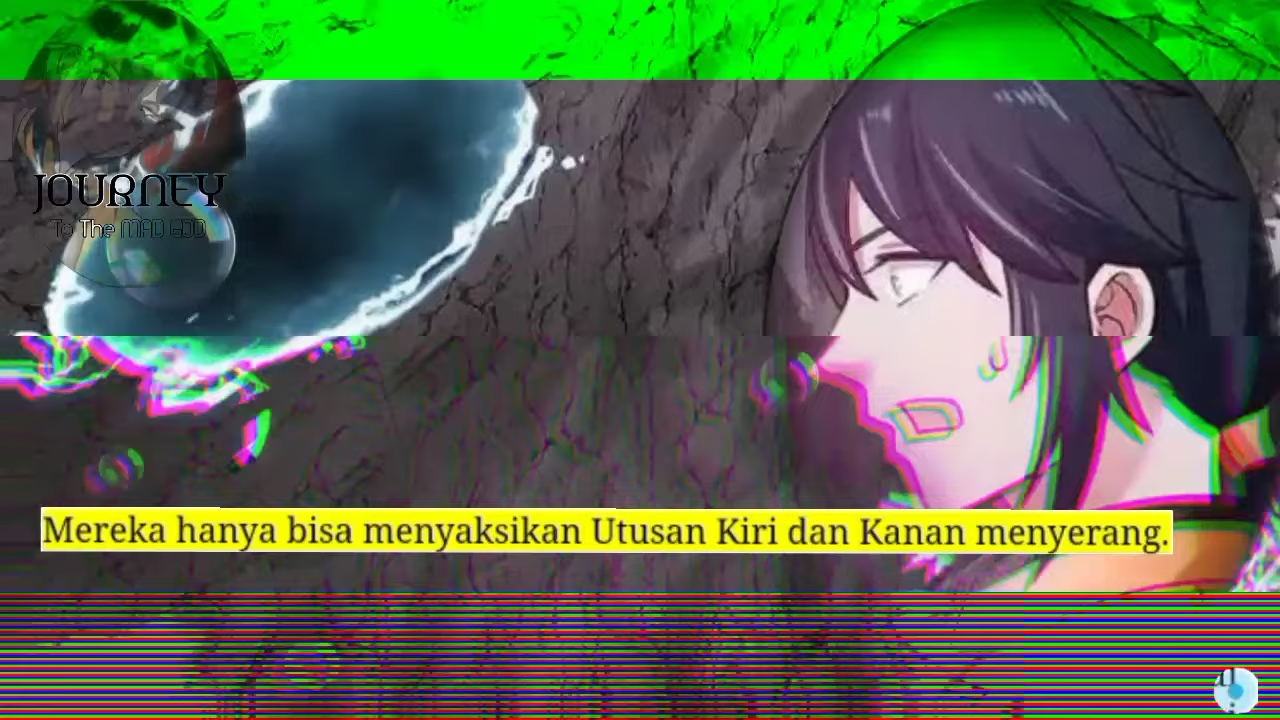 JOURNEY
To The MAD GOD
Mereka hanya bisa menyaksikan Utusan Kiri dan Kanan menyerang.